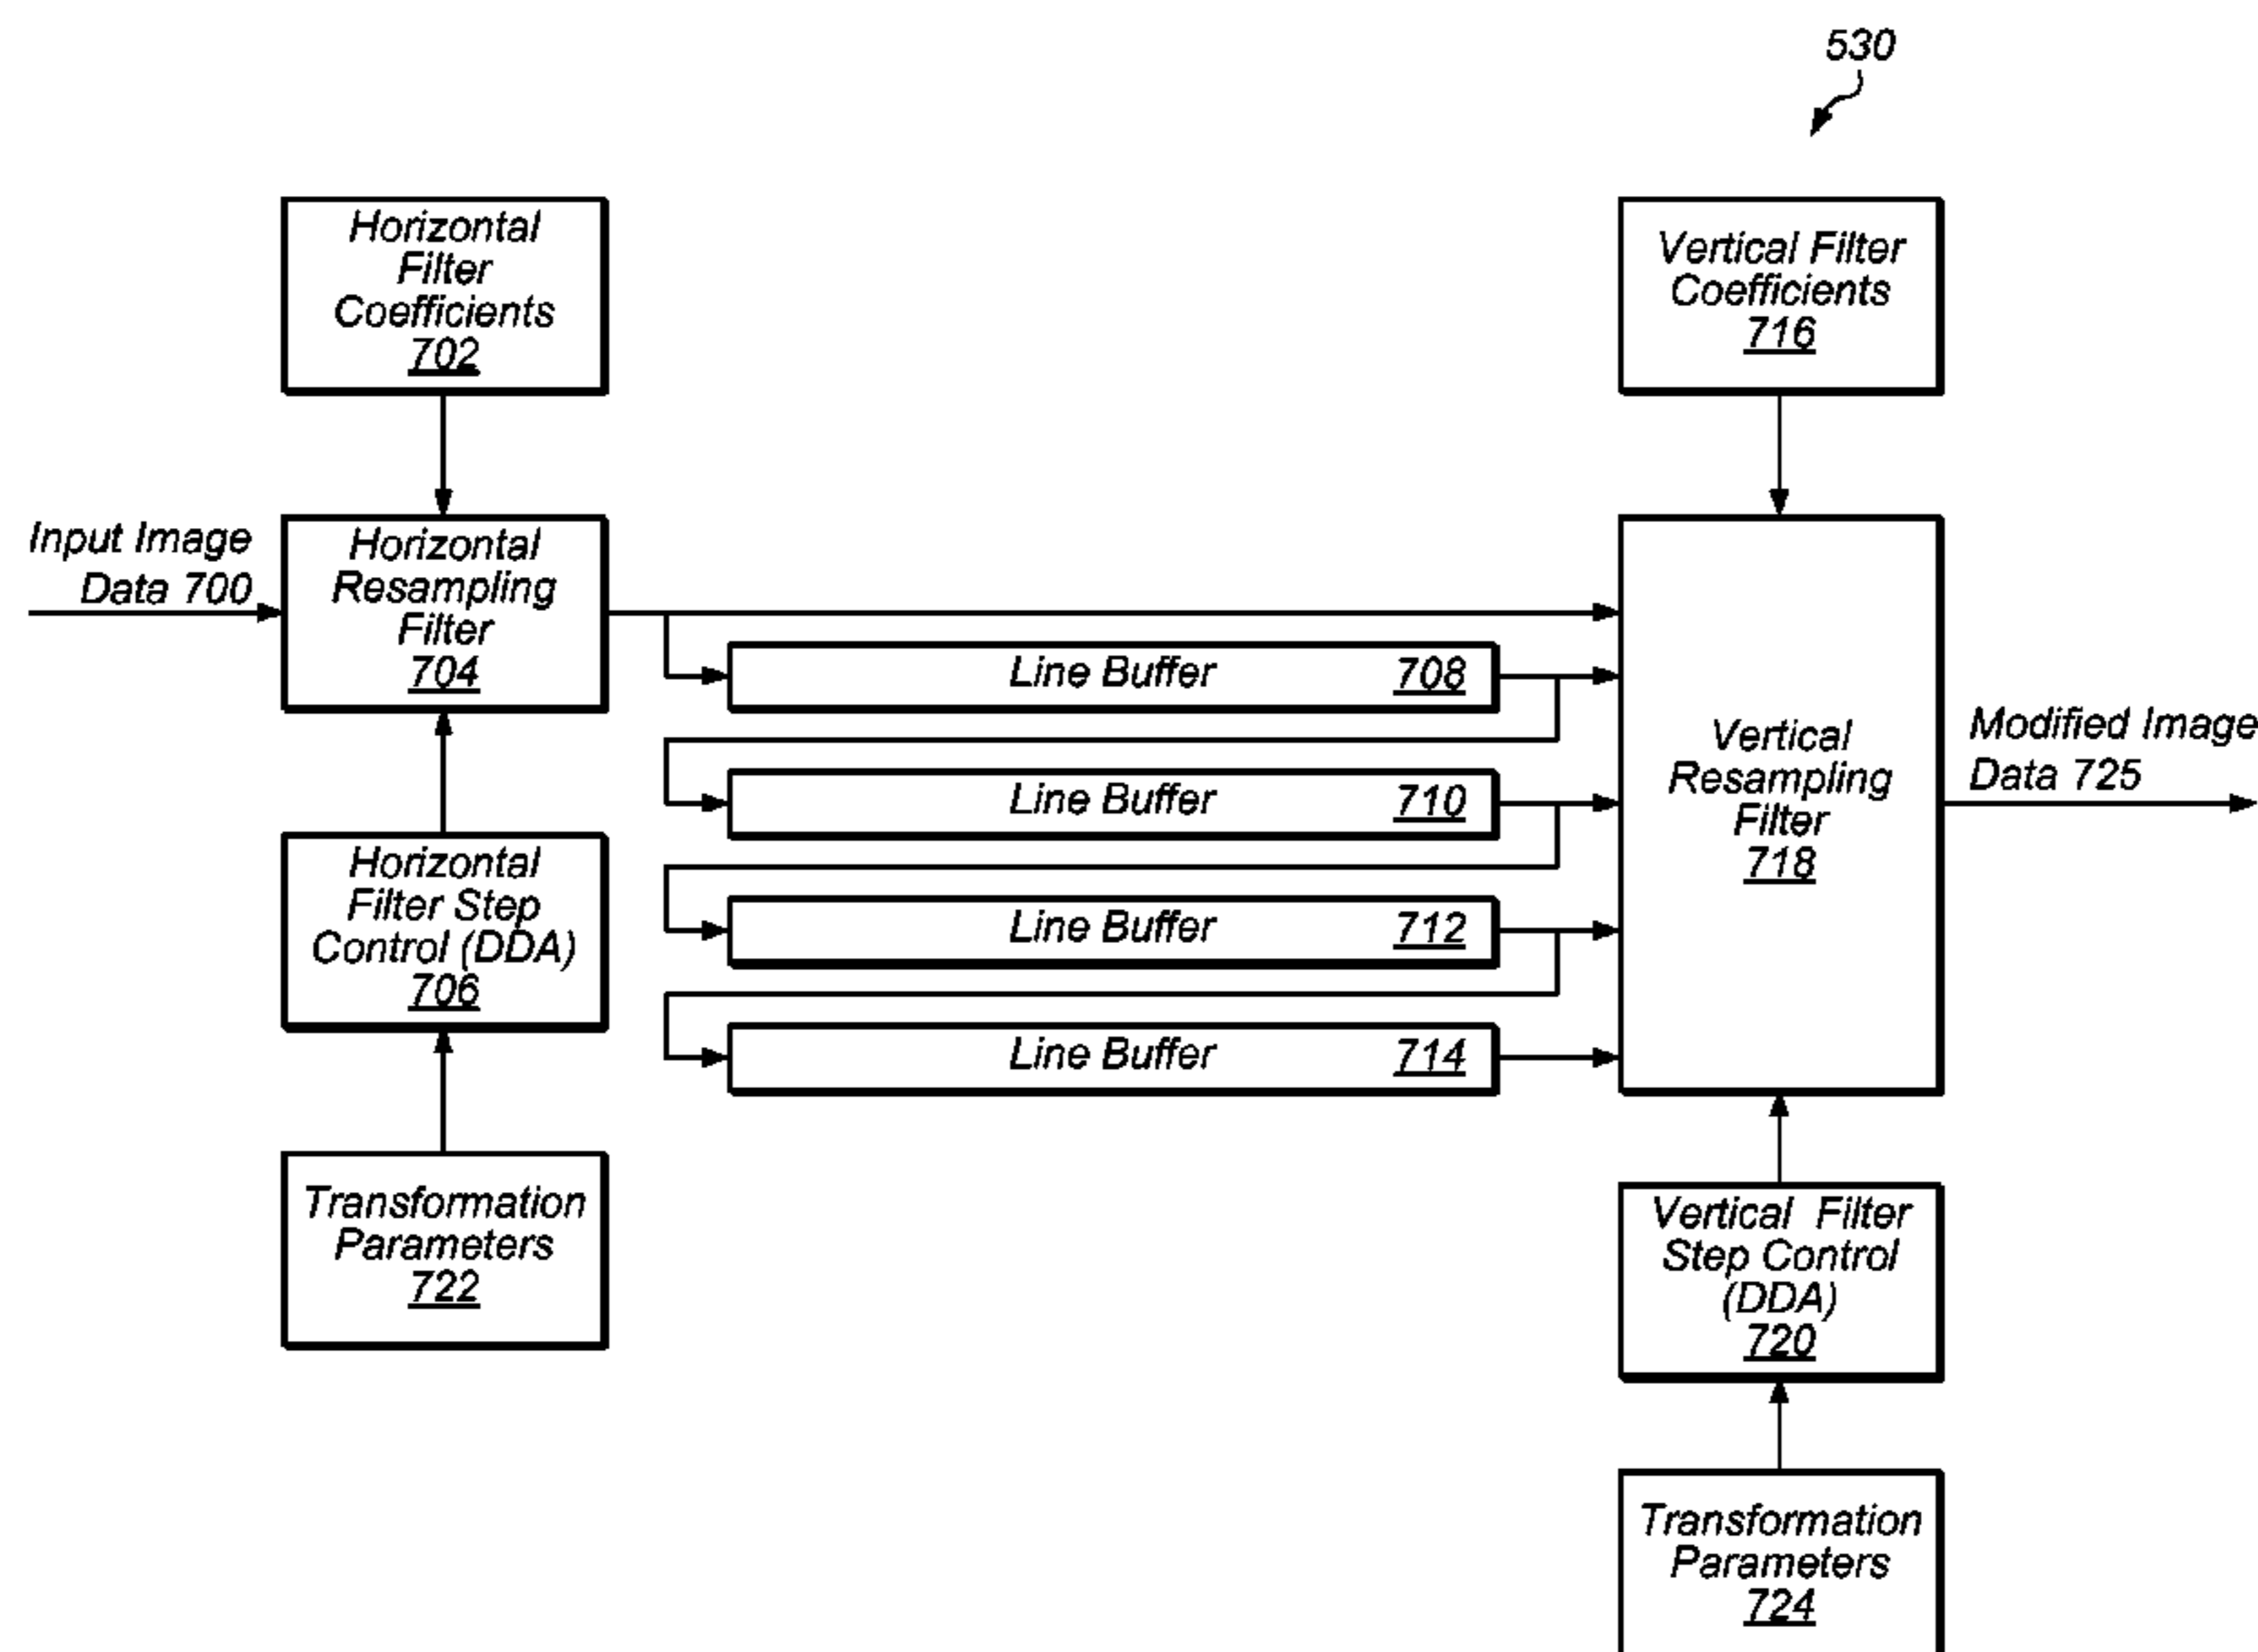 530
Horizontal
Filter
Coefficients
702
Vertical Filter
Coefficients
716
Input Image
Data 700
Horizontal
Resampling
Filter
704
Line Buffer 708
Line Buffer 710
Line Buffer 712
Line Buffer 714
Vertical
Resampling
Filter
718
Modified Image
Data 725
Horizontal
Filter Step
Control (DDA)
706
Transformation
Parameters
722
Vertical Filter
Step Control
(DDA)
720
Transformation
Parameters
724